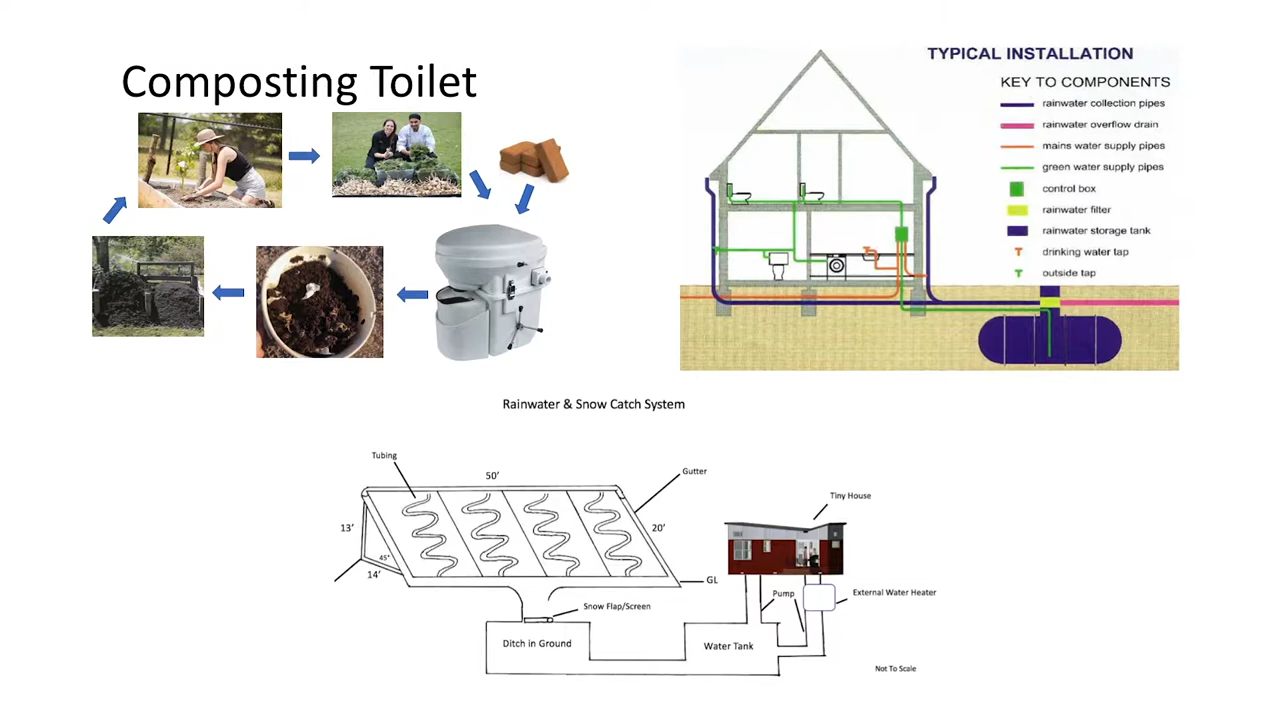 Composting Toilet
TYPICAL INSTALLATION
KEY TO COMPONENTS
rainwater collection pipes
rainwater overflow drain
mains water supply pipes
green water supply pipes
control box
rainwater filter
rainwater storage tank
drinking water tap
outside tap
Rainwater & Snow Catch System
Tubing
50'
Gutter
Tiny House
13'
20'
45°
14'
GL
Snow Flap/Screen
Pump
External Water Heater
Ditch in Ground
Water Tank
Not To Scale